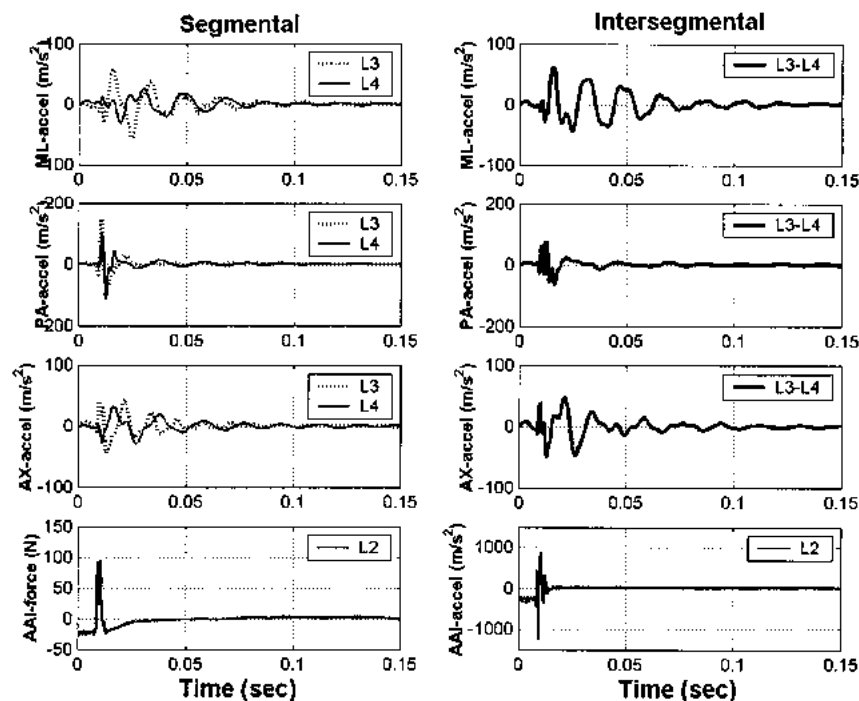 Segmental
Intersegmental
ML-accel (m/s²)
100
0
-100
L3
L4
0
0.05
0.1
0.15
ML-accel (m/s²)
100
0
-100
L3-L4
0
0.05
0.1
0.15
PA-accel (m/s²)
200
0
-200
L3
L4
0
0.05
0.1
0.15
PA-accel (m/s²)
200
0
-200
L3-L4
0
0.05
0.1
0.15
AX-accel (m/s²)
100
0
-100
L3
L4
0
0.05
0.1
0.15
AX-accel (m/s²)
100
0
-100
L3-L4
0
0.05
0.1
0.15
AAI-force (N)
150
100
50
0
-50
L2
0
0.05
0.1
0.15
Time (sec)
AAI-accel (m/s²)
1000
0
-1000
L2
0
0.05
0.1
0.15
Time (sec)